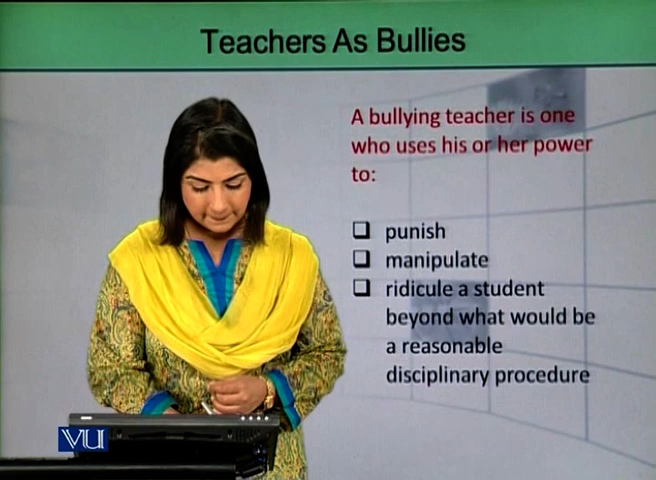 Teachers As Bullies
A bullying teacher is one
who uses his or her power
to:
❑ punish
❑ manipulate
❑ ridicule a student
beyond what would be
a reasonable
disciplinary procedure
VU